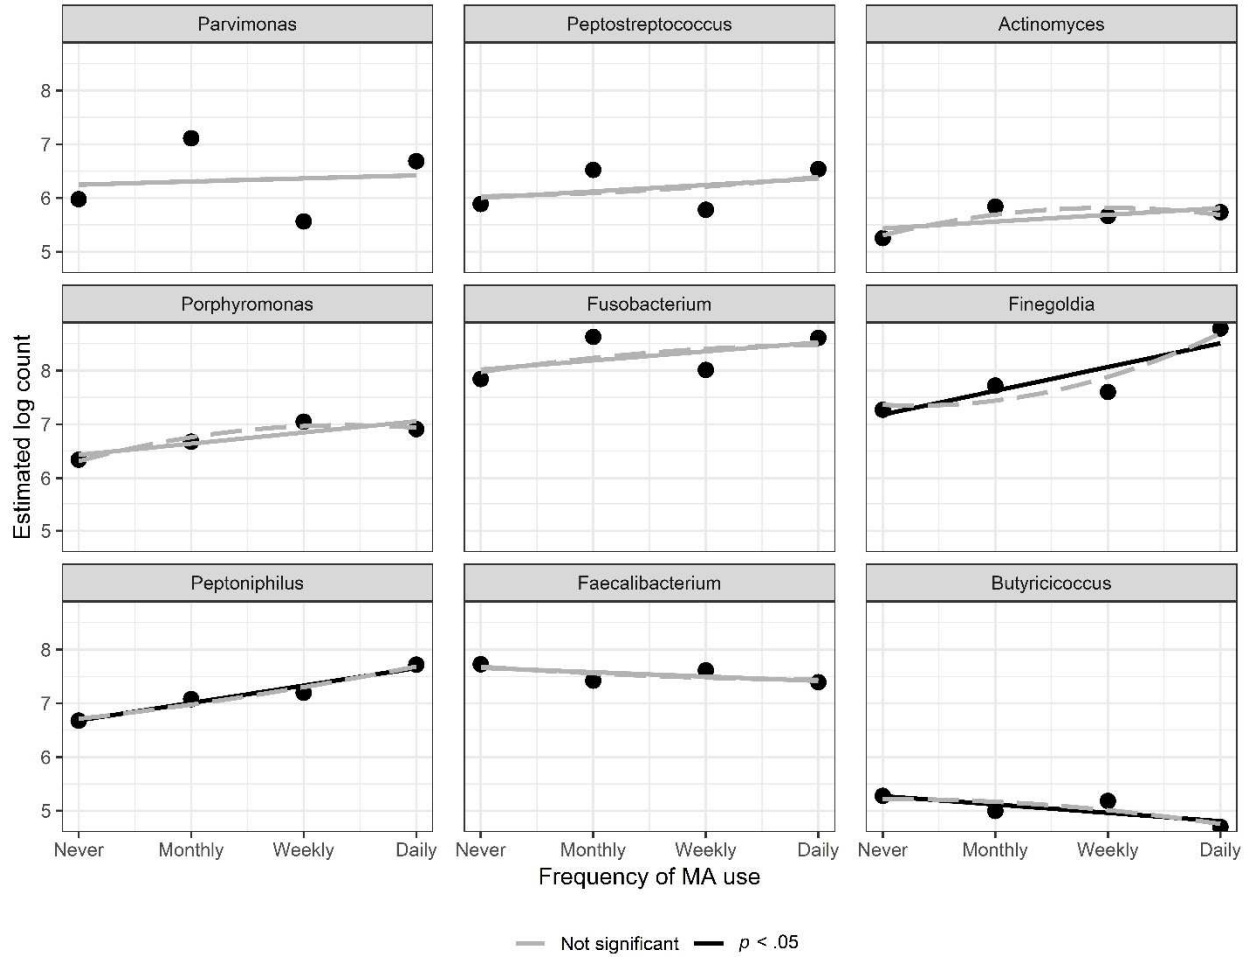 Parvimonas Peptostreptococcus Actinomyces
8
7
6
5
Porphyromonas Fusobacterium Finegoldia
8
7
6
5
Estimated log count
Peptoniphilus Faecalibacterium Butyricicoccus
8
7
6
5
Never Monthly Weekly Daily Never Monthly Weekly Daily Never Monthly Weekly Daily
Frequency of MA use
Not significant p < .05